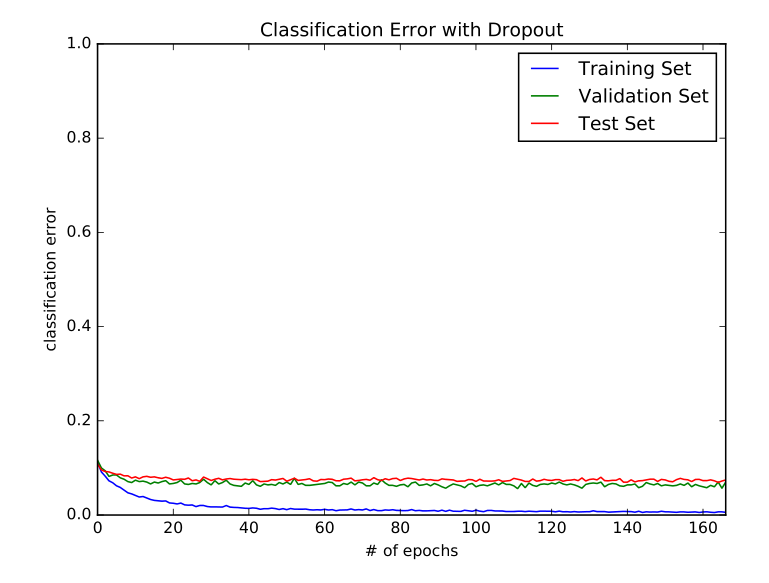 Classification Error with Dropout
1.0
0.8
0.6
0.4
0.2
0.0
classification error
Training Set
Validation Set
Test Set
0 20 40 60 80 100 120 140 160
# of epochs